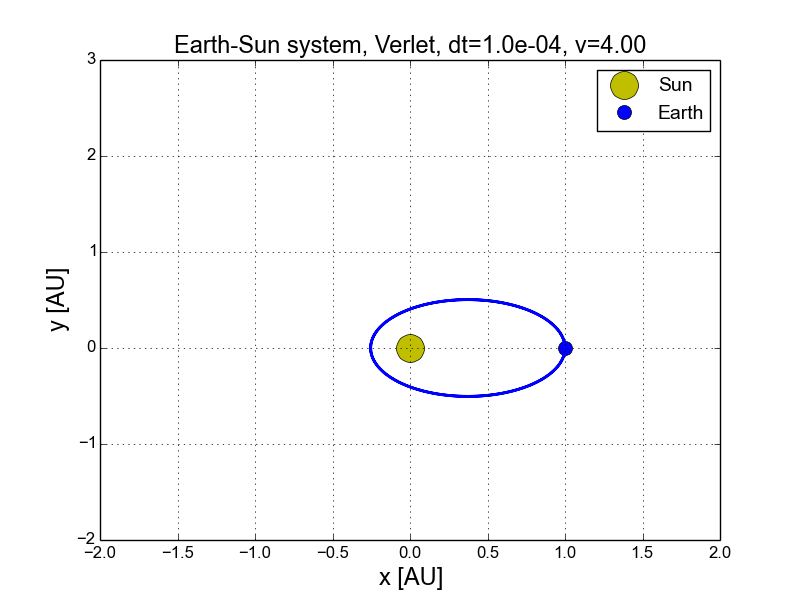 Earth-Sun system, Verlet, dt=1.0e-04, v=4.00
Sun
Earth
3
2
1
0
−1
−2
y [AU]
−2.0 −1.5 −1.0 −0.5 0.0 0.5 1.0 1.5 2.0
x [AU]